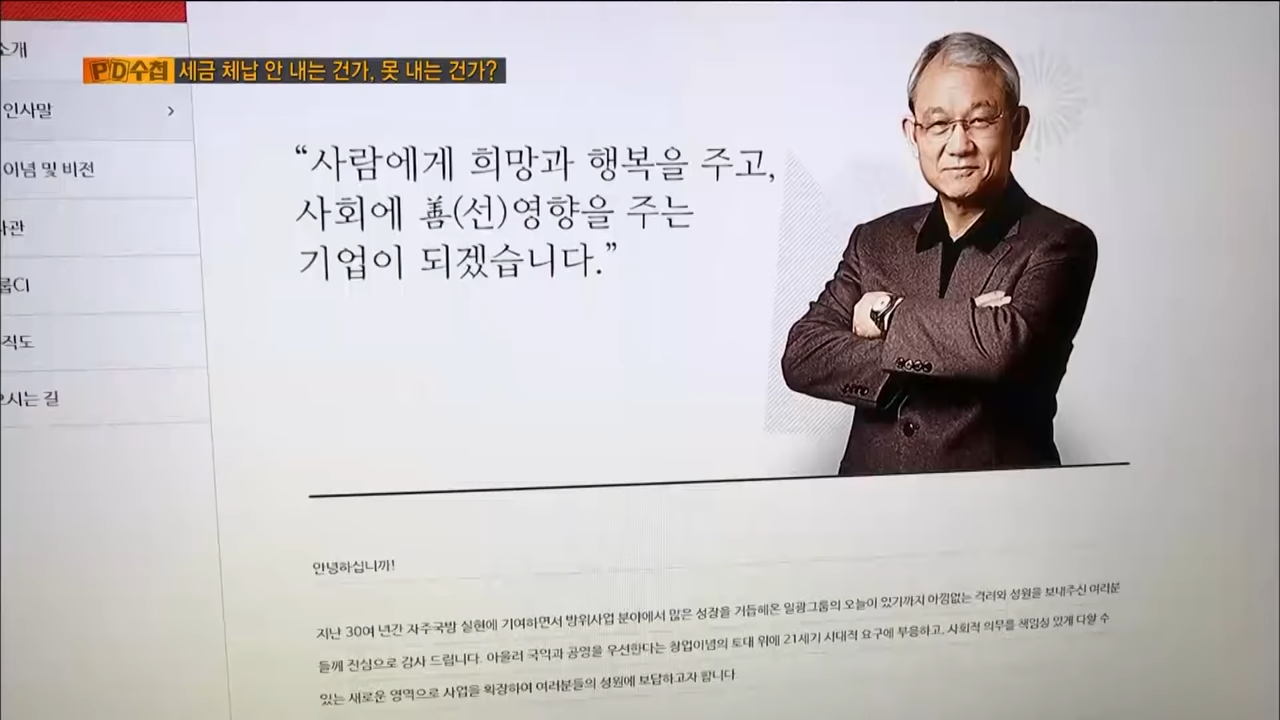 PD수첩 세금 체납 안 내는 건가, 못 내는 건가?
소개
인사말
이념 및 비전
직도
오시는 길
“사람에게 희망과 행복을 주고,
사회에 善(선)영향을 주는
기업이 되겠습니다.”
안녕하십니까!
지난 30여 년간 자주국방 실현에 기여하면서 방위사업 분야에서 많은 성장을 거듭해온 일광그룹의 오늘이 있기까지 아낌없는 격려와 성원을 보내주신 여러분
들께 진심으로 감사 드립니다. 아울러 국익과 공영을 우선한다는 창업이념의 토대 위에 21세기 시대적 요구에 부응하고, 사회적 의무를 책임성 있게 다할 수
있는 새로운 영역으로 사업을 확장하여 여러분들의 성원에 보답하고자 합니다.